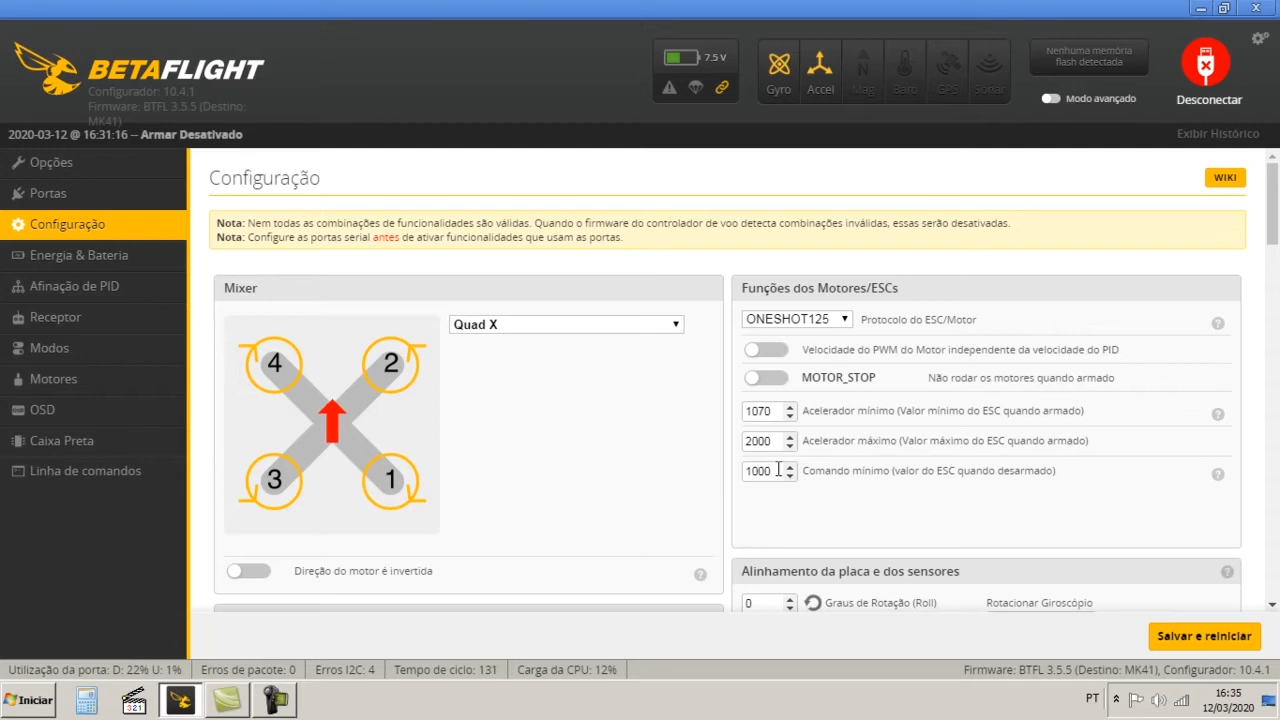 BETAFLIGHT
Configurador: 10.4.1
Firmware: BTFL 3.5.5 (Destino:
MK41)
7.5 V
Gyro
Accel
Mag
Baro
GPS
Sonar
Nenhuma memória
flash detectada
Modo avançado
Desconectar
2020-03-12 @ 16:31:16 -- Armar Desativado
Exibir Histórico
Opções
Portas
Configuração
Energia & Bateria
Afinação de PID
Receptor
Modos
Motores
OSD
Caixa Preta
Linha de comandos
Configuração
WIKI
Nota: Nem todas as combinações de funcionalidades são válidas. Quando o firmware do controlador de voo detecta combinações inválidas, essas serão desativadas.
Nota: Configure as portas serial antes de ativar funcionalidades que usam as portas.
Mixer
Quad X
4
2
3
1
Direção do motor é invertida
?
Funções dos Motores/ESCs
ONESHOT125
Protocolo do ESC/Motor
?
Velocidade do PWM do Motor independente da velocidade do PID
MOTOR_STOP
Não rodar os motores quando armado
1070
Acelerador mínimo (Valor mínimo do ESC quando armado)
?
2000
Acelerador máximo (Valor máximo do ESC quando armado)
1000
Comando mínimo (valor do ESC quando desarmado)
?
Alinhamento da placa e dos sensores
?
0
Graus de Rotação (Roll)
Rotacionar Giroscópio
Salvar e reiniciar
Utilização da porta: D: 22% U: 1%
Erros de pacote: 0
Erros I2C: 4
Tempo de ciclo: 131
Carga da CPU: 12%
Firmware: BTFL 3.5.5 (Destino: MK41), Configurador: 10.4.1
Iniciar
321
PT
16:35
12/03/2020